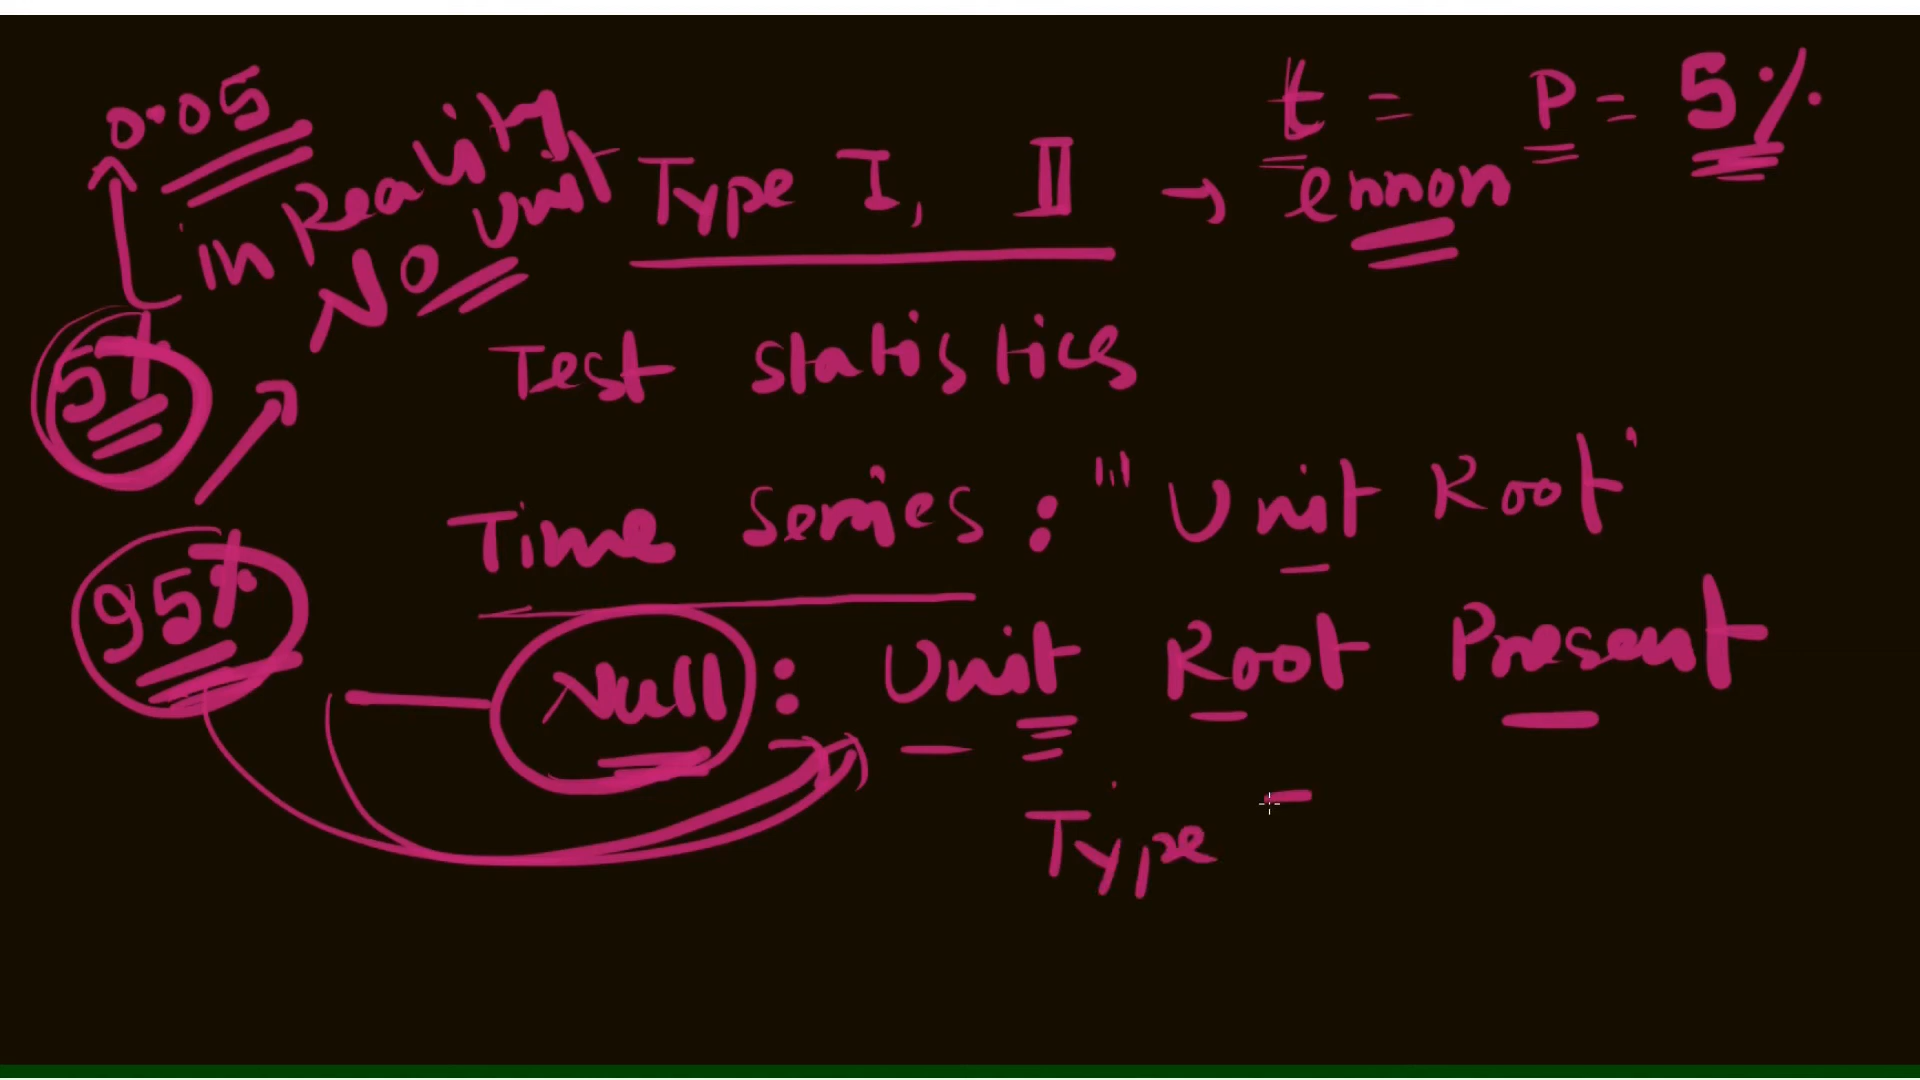 0.05
in Reality
No Unit
t = P = 5%
Type I, II → error
5%
Test statistics
Time Series : "' Unit Root'
95%
Null : Unit Root Present
Type